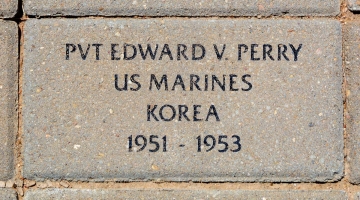 PVT EDWARD V. PERRY
US MARINES
KOREA
1951 - 1953